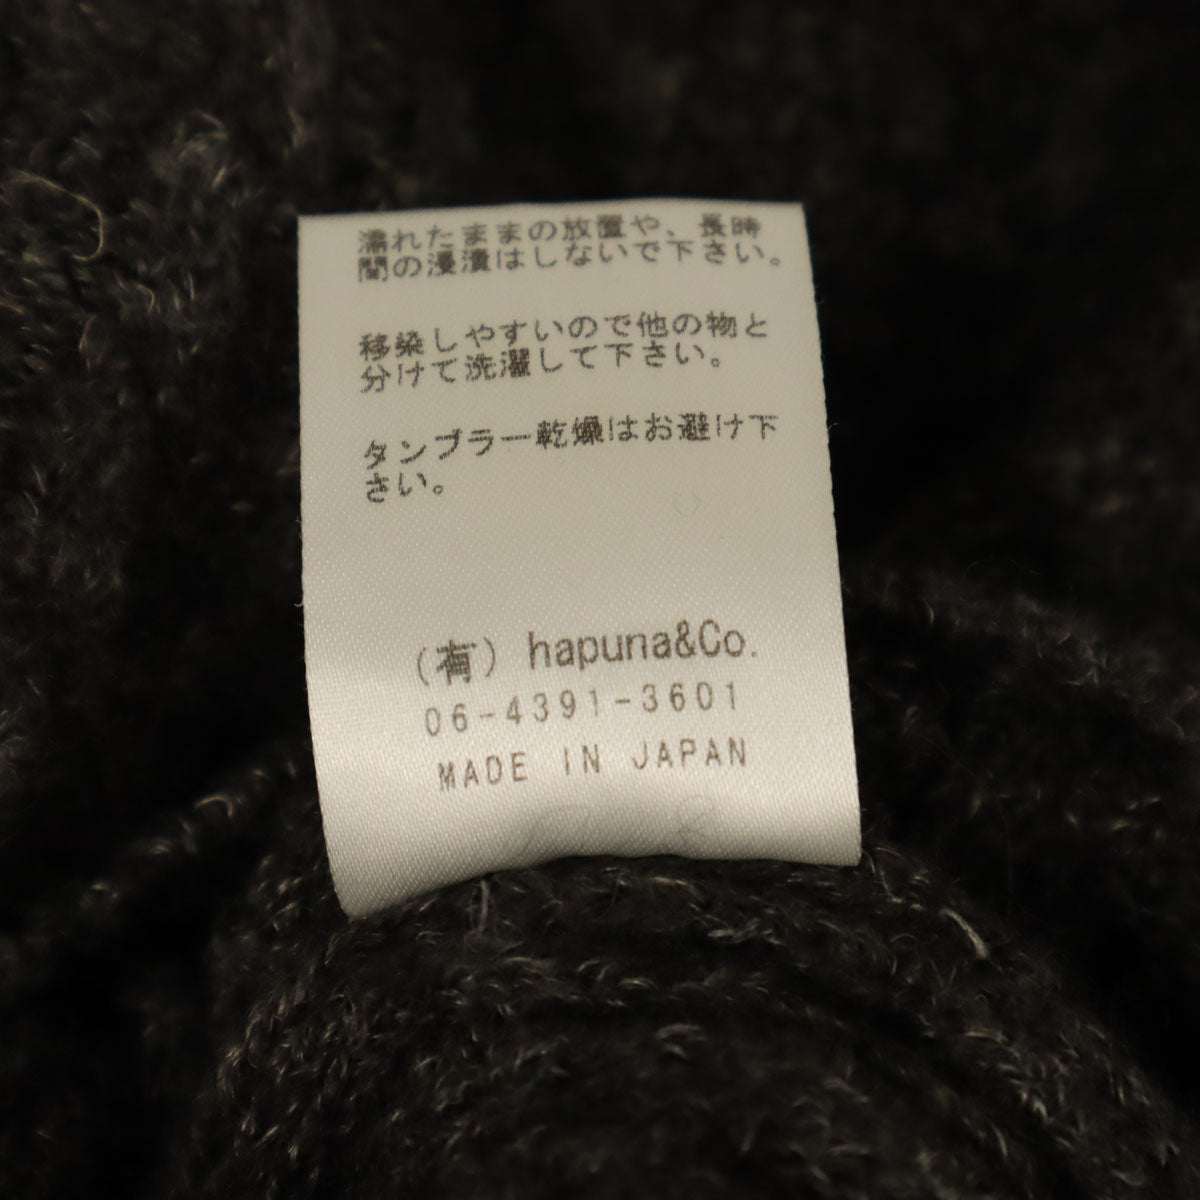 濡れたままの放置や、長時
間の浸漬はしないで下さい。
移染しやすいので他の物と
分けて洗濯して下さい。
タンブラー乾燥はお避け下
さい。
(有) hapuna&Co.
06-4391-3601
MADE IN JAPAN